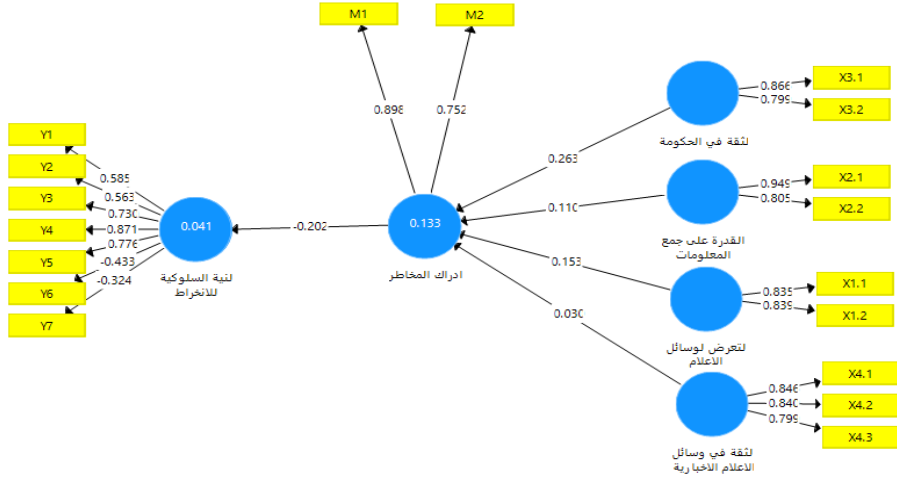 M1
M2
0.898
0.752
X3.1
X3.2
0.866
0.799
لثقة في الحكومة
0.263
X2.1
X2.2
0.949
0.805
القدرة على جمع
المعلومات
0.110
X1.1
X1.2
0.835
0.839
لتعرض لوسائل
الاعلام
0.153
X4.1
X4.2
X4.3
0.846
0.840
0.799
لثقة في وسائل
الاعلام الاخبارية
0.030
0.133
ادراك المخاطر
-0.202
0.041
لنية السلوكية
للانخراط
0.585
0.563
0.730
0.871
0.776
-0.433
-0.324
Y1
Y2
Y3
Y4
Y5
Y6
Y7